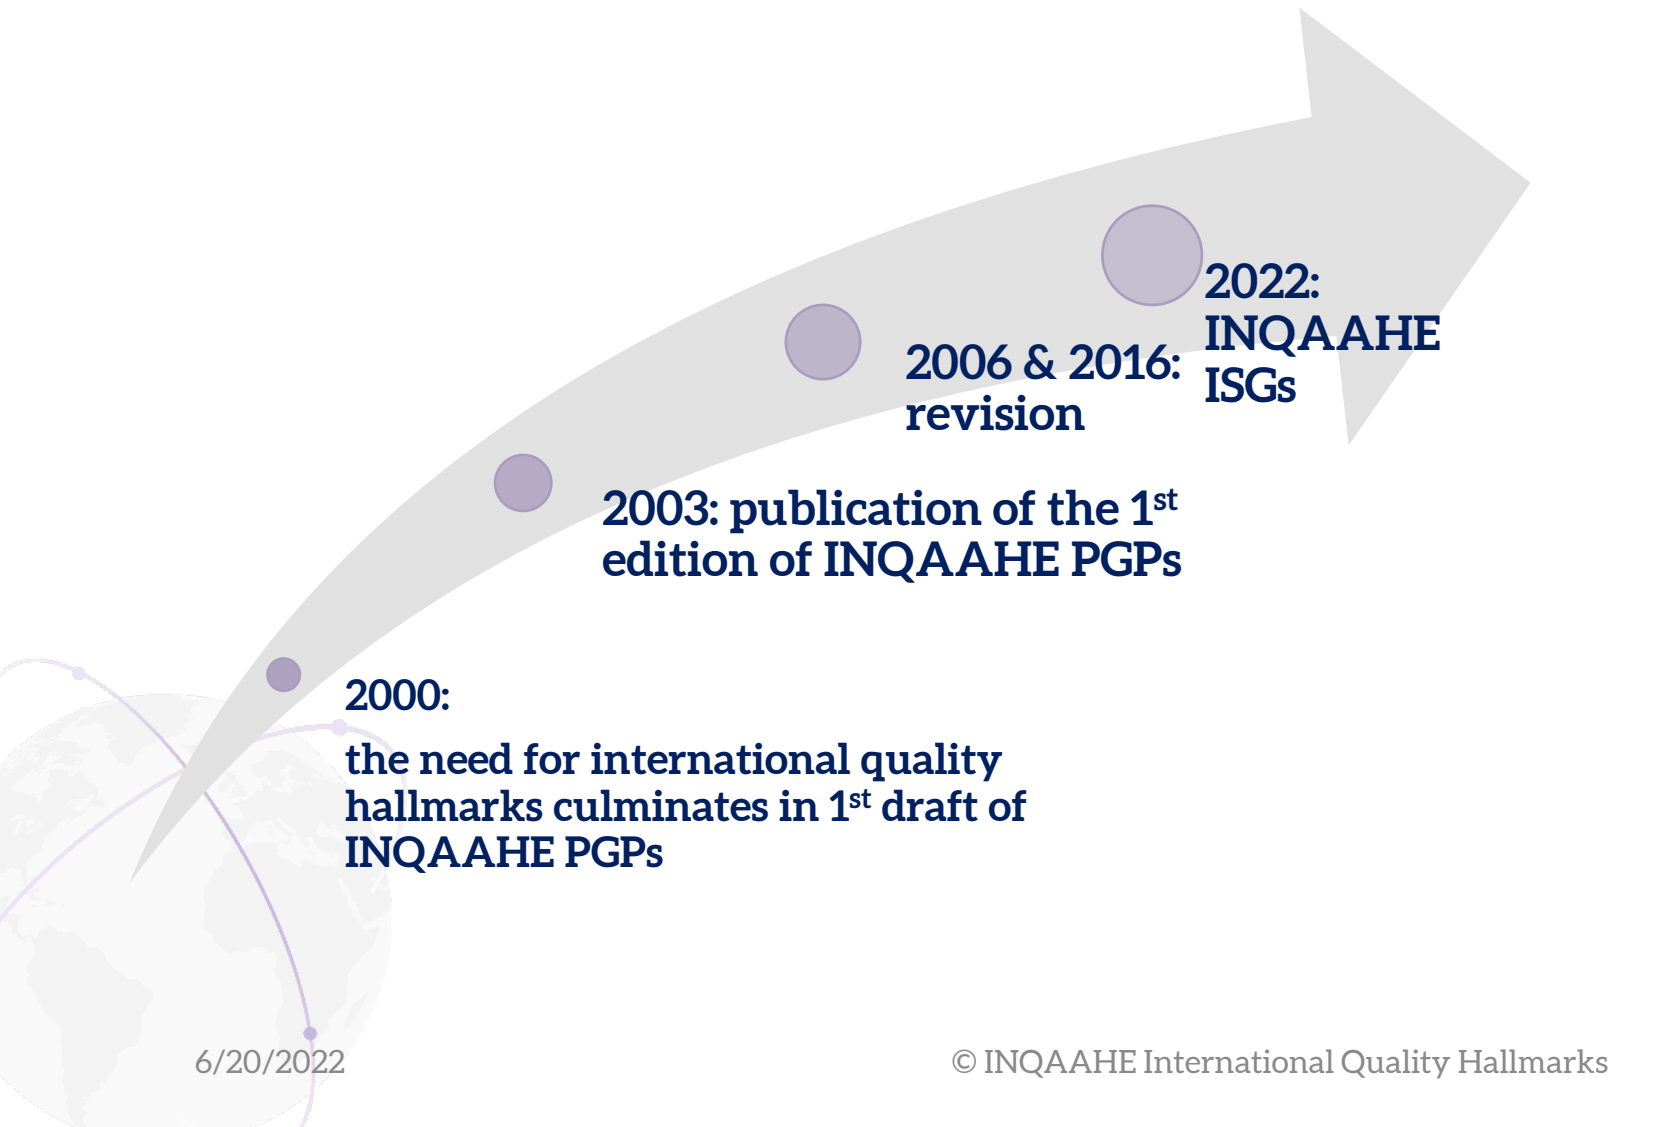 2022:
INQAAHE
ISGs
2006 & 2016:
revision
2003: publication of the 1st
edition of INQAAHE PGPs
2000:
the need for international quality
hallmarks culminates in 1st draft of
INQAAHE PGPs
6/20/2022
© INQAAHE International Quality Hallmarks